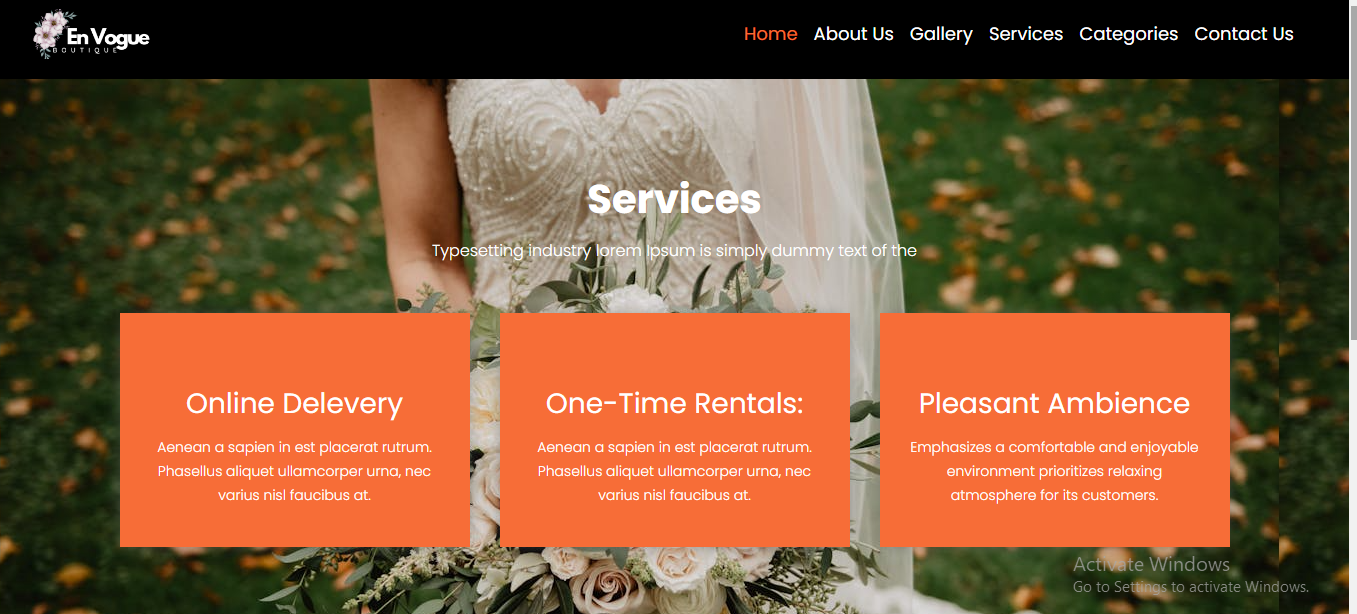 En Vogue
BOUTIQUE
Home About Us Gallery Services Categories Contact Us
Services
Typesetting industry lorem Ipsum is simply dummy text of the
Online Delevery
Aenean a sapien in est placerat rutrum.
Phasellus aliquet ullamcorper urna, nec
varius nisl faucibus at.
One-Time Rentals:
Aenean a sapien in est placerat rutrum.
Phasellus aliquet ullamcorper urna, nec
varius nisl faucibus at.
Pleasant Ambience
Emphasizes a comfortable and enjoyable
environment prioritizes relaxing
atmosphere for its customers.
Activate Windows
Go to Settings to activate Windows.